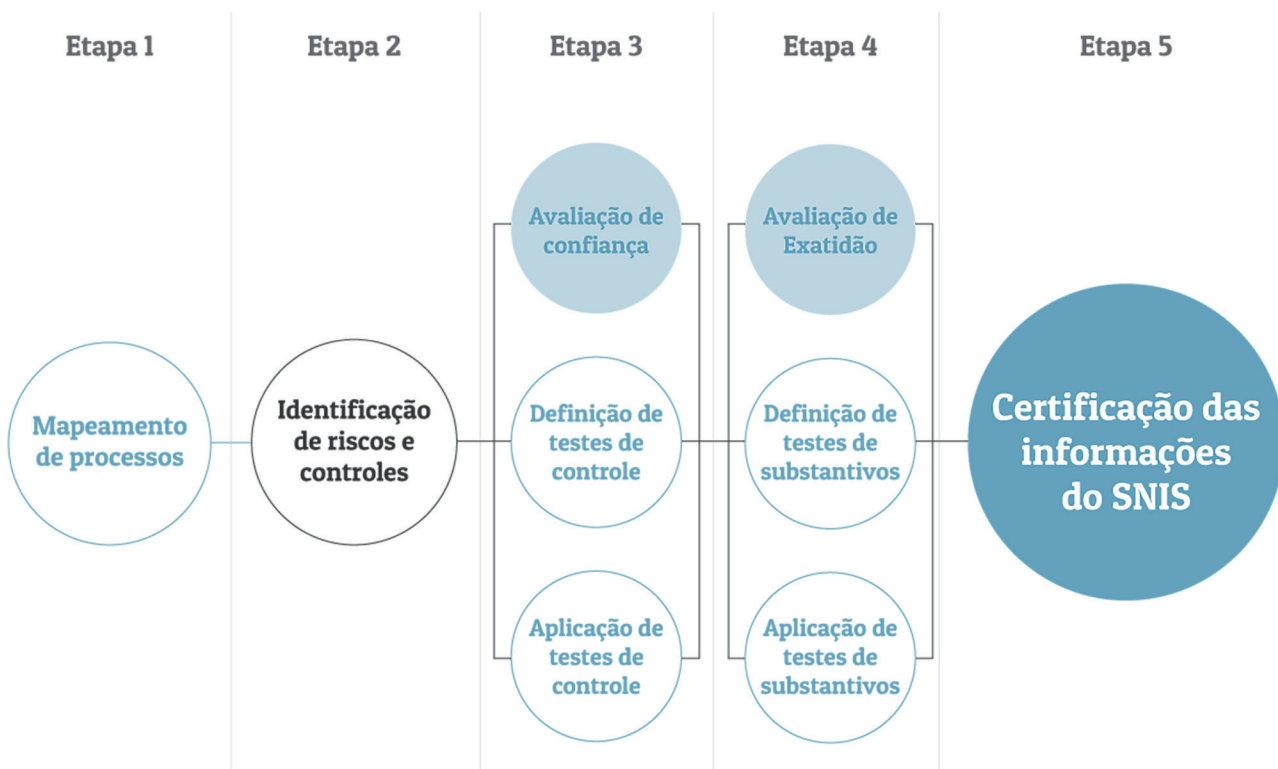 Etapa 1
Etapa 2
Etapa 3
Etapa 4
Etapa 5
Mapeamento
de processos
Identificação
de riscos e
controles
Avaliação de
confiança
Definição de
testes de
controle
Aplicação de
testes de
controle
Avaliação de
Exatidão
Definição de
testes de
substantivos
Aplicação de
testes de
substantivos
Certificação das
informações
do SNIS